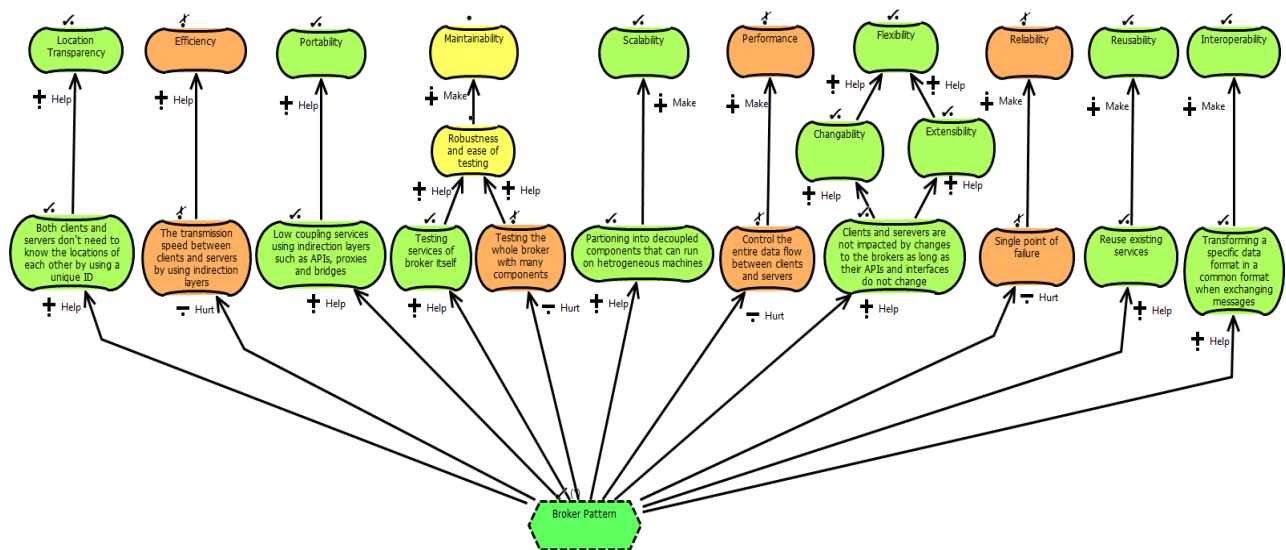 Location
Transparency
Efficiency
Portability
Maintainability
Scalability
Performance
Flexibility
Reliability
Reusability
Interoperability
Help
Help
Help
Make
Make
Make
Help
Help
Make
Make
Make
Robustness
and ease of
testing
Changability
Extensibility
Help
Help
Help
Help
Both clients and
servers don't need to
know the locations of
each other by using a
unique ID
The transmission
speed between
clients and servers
by using indirection
layers
Low coupling services
using indirection layers
such as APIs, proxies
and bridges
Testing
services of
broker itself
Testing the
whole broker
with many
components
Partioning into decoupled
components that can run
on hetrogneous machines
Control the
entire data flow
between clients
and servers
Clients and serevers are
not impacted by changes
to the brokers as long as
their APIs and interfaces
do not change
Single point of
failure
Reuse existing
services
Transforming a
specific data
format in a
common format
when exchanging
messages
Help
Hurt
Help
Help
Hurt
Help
Hurt
Help
Hurt
Help
Help
Broker Pattern